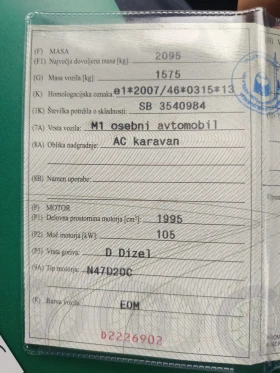 (F) MASA
(F1) Največja dovoljena masa [kg]: 2095
(G) Masa vozila [kg]: 1575
(K) Homologacijska oznaka: e1*2007/46*0315*13
(1K) Številka potrdila o skladnosti: SB 3540984
(7A) Vrsta vozila: M1 osebni avtomobil
(8A) Oblika nadgradnje: AC karavan
(8B) Namen uporabe:
(P) MOTOR
(P1) Delovna prostornina motorja [cm³]: 1995
(P2) Moč motorja [kW]: 105
(P3) Vrsta goriva: D Dizel
(9A) Tip motorja: N47D20C
(R) Barva vozila: EOM
D2226902